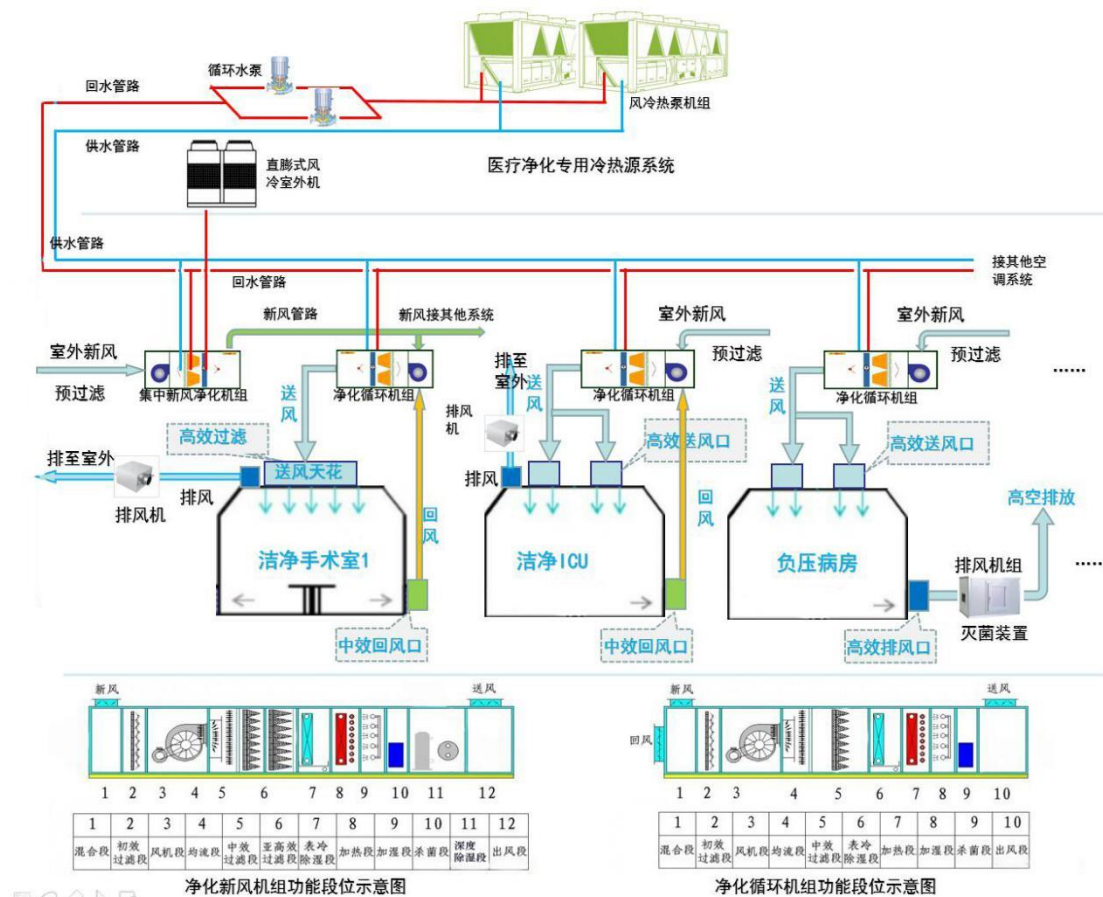 循环水泵
回水管路
风冷热泵机组
供水管路
直膨式风
冷室外机
医疗净化专用冷热源系统
供水管路
回水管路
接其他空
调系统
新风管路
新风接其他系统
室外新风
预过滤
集中新风净化机组
净化循环机组
排至
室外
室外新风
预过滤
净化循环机组
室外新风
预过滤
净化循环机组
......
送风
高效过滤
送风天花
排至室外
排风机
排风
回风
洁净手术室1
中效回风口
排风
机
排风
送风
高效送风口
回风
洁净ICU
中效回风口
送风
高效送风口
负压病房
高空排放
排风机组
灭菌装置
高效排风口
......
新风
送风
1 2 3 4 5 6 7 8 9 10 11 12
1 2 3 4 5 6 7 8 9 10 11 12
混合段 初效过滤段 风机段 均流段 中效过滤段 亚高效过滤段 表冷除湿段 加热段 加湿段 杀菌段 深度除湿段 出风段
净化新风机组功能段位示意图
新风
送风
回风
1 2 3 4 5 6 7 8 9 10
1 2 3 4 5 6 7 8 9 10
混合段 初效过滤段 风机段 均流段 中效过滤段 表冷除湿段 加热段 加湿段 杀菌段 出风段
净化循环机组功能段位示意图